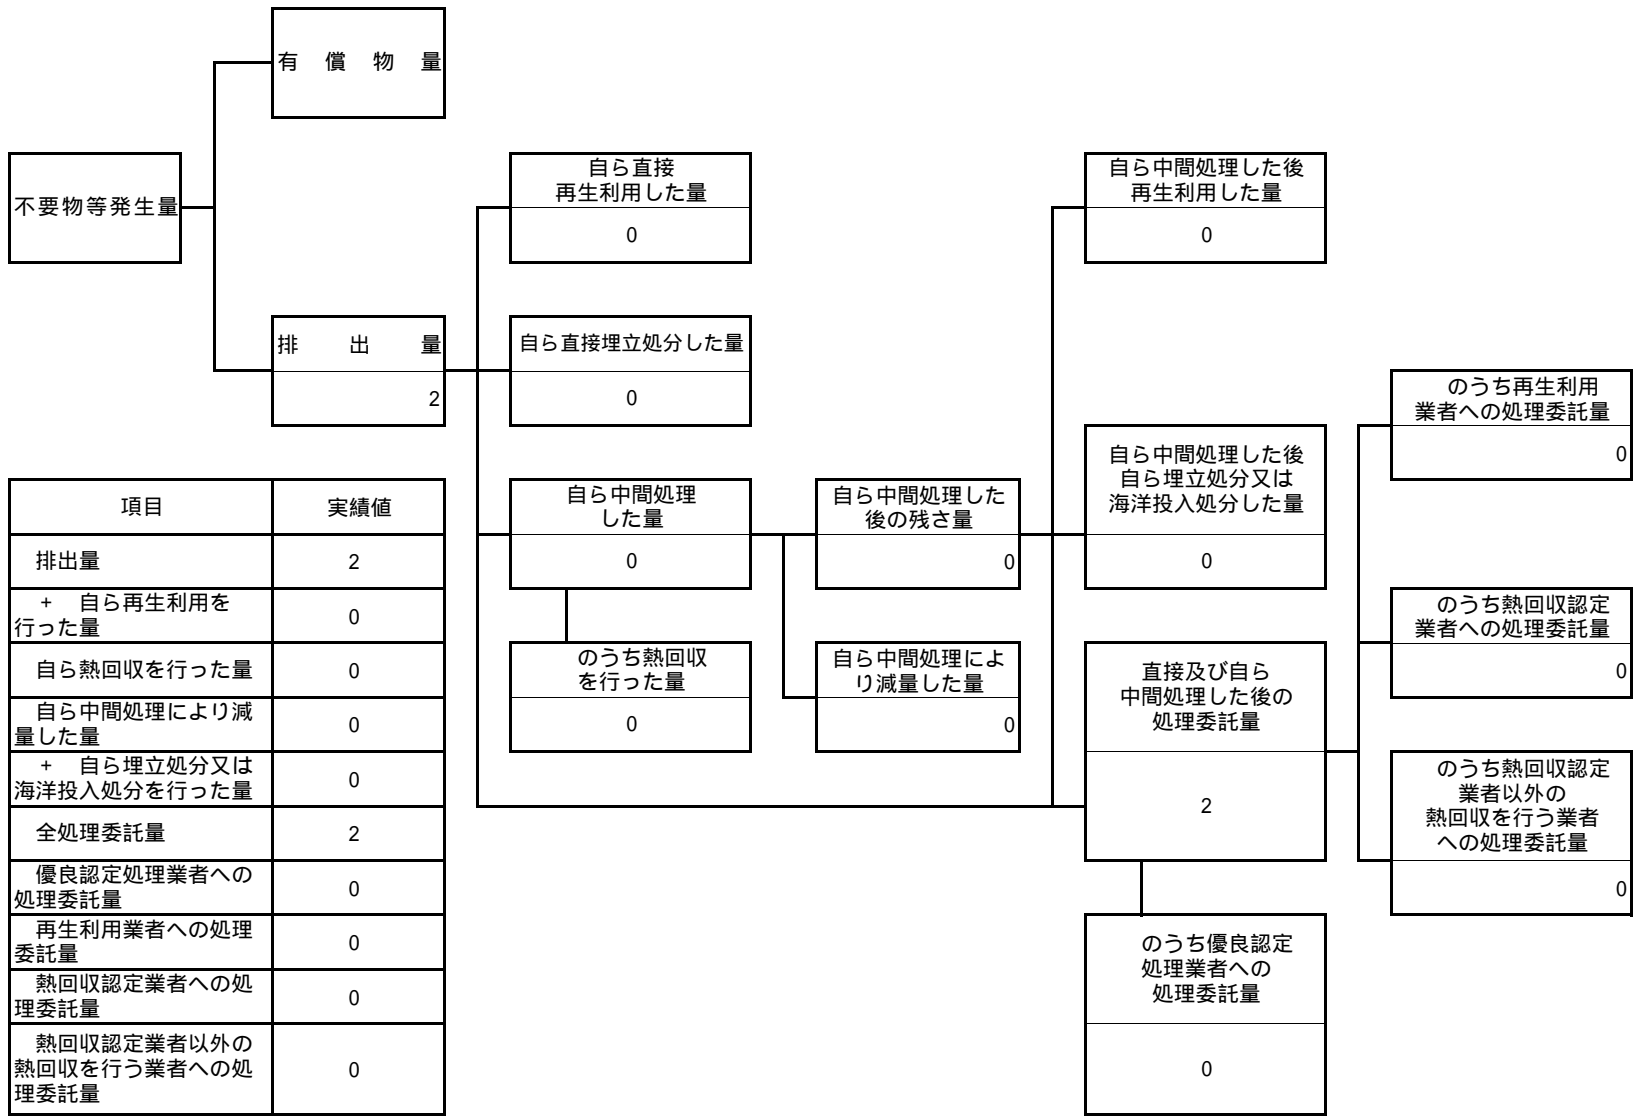 有 償 物 量
不要物等発生量
自ら直接
再生利用した量
0
自ら中間処理した後
再生利用した量
0
排 出 量
2
自ら直接埋立処分した量
0
のうち再生利用
業者への処理委託量
0
自ら中間処理した後
自ら埋立処分又は
海洋投入処分した量
0
自ら中間処理
した量
0
自ら中間処理した
後の残さ量
0
のうち熱回収
を行った量
0
自ら中間処理によ
り減量した量
0
のうち熱回収認定
業者への処理委託量
0
直接及び自ら
中間処理した後の
処理委託量
2
のうち熱回収認定
業者以外の
熱回収を行う業者
への処理委託量
0
のうち優良認定
処理業者への
処理委託量
0
項目 実績値
排出量 2
+ 自ら再生利用を
行った量 0
自ら熱回収を行った量 0
自ら中間処理により減
量した量 0
+ 自ら埋立処分又は
海洋投入処分を行った量 0
全処理委託量 2
優良認定処理業者への
処理委託量 0
再生利用業者への処理
委託量 0
熱回収認定業者への処
理委託量 0
熱回収認定業者以外の
熱回収を行う業者への処
理委託量 0